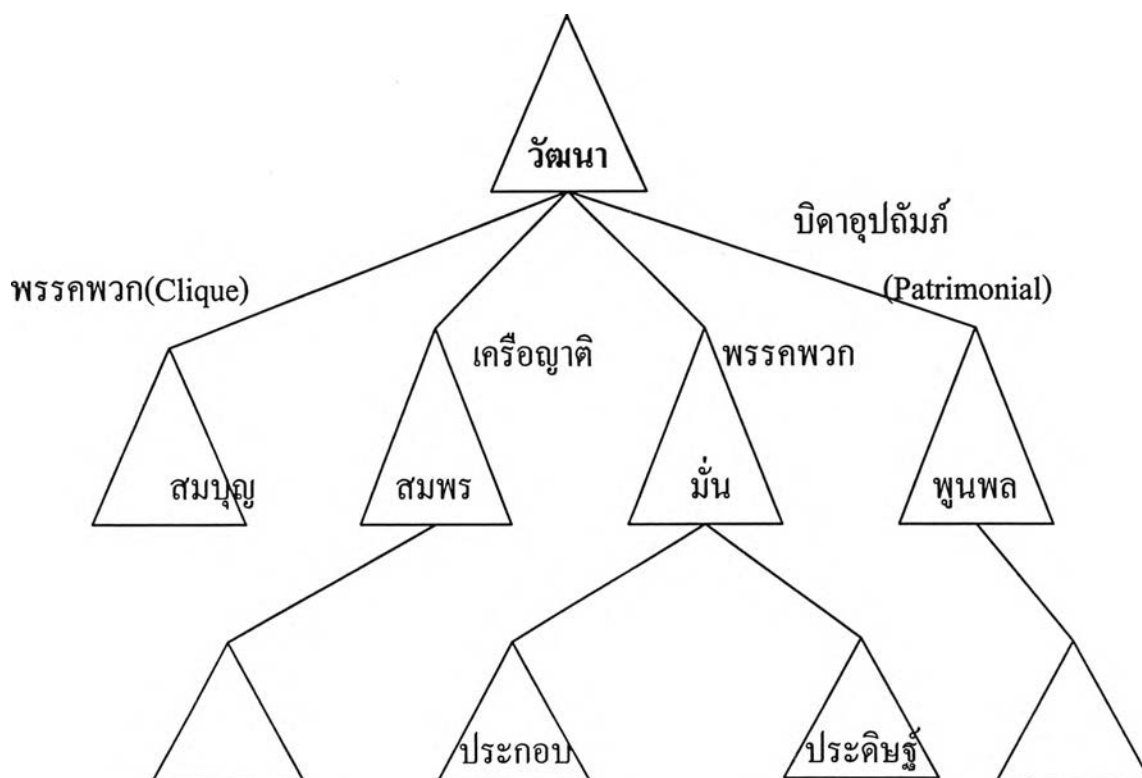 วัฒนา
บิดาอุปถัมภ์
พรรคพวก(Clique)
(Patrimonial)
เครือญาติ
พรรคพวก
สมบุญ
สมพร
มั่น
พูนพล
ประกอบ
ประดิษฐ์